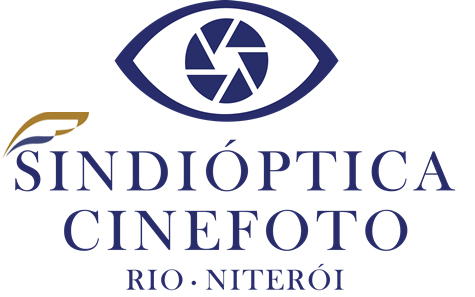 SINDIÓPTICA
CINEFOTO
RIO · NITERÓI